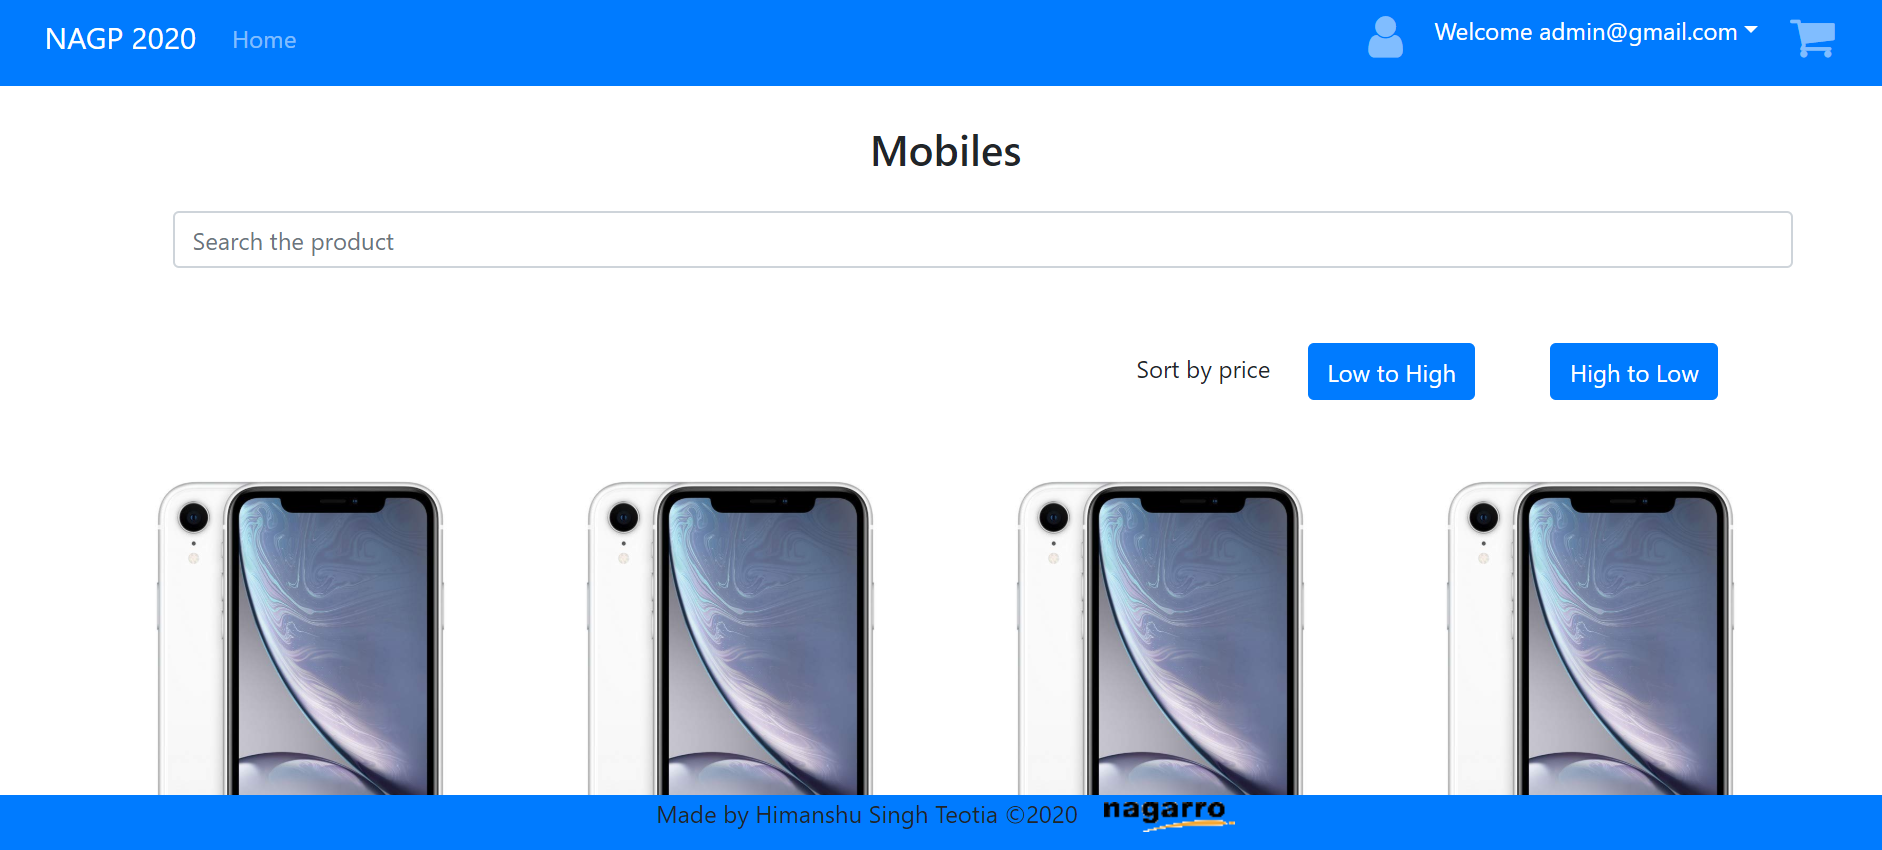 NAGP 2020 Home Welcome admin@gmail.com
Mobiles
Search the product
Sort by price Low to High High to Low
Made by Himanshu Singh Teotia ©2020 nagarro